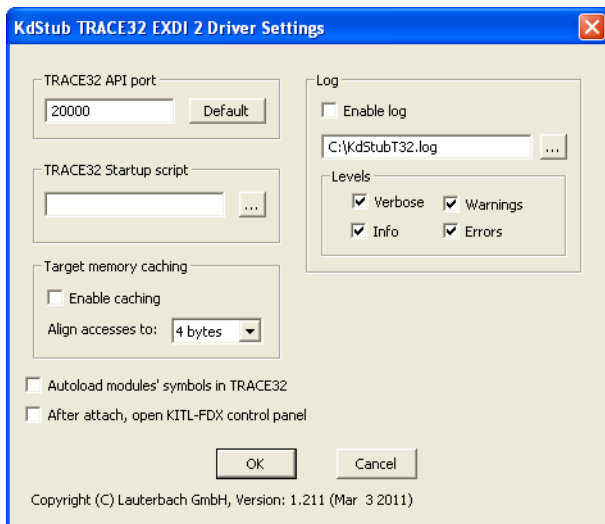 KdStub TRACE32 EXDI 2 Driver Settings
TRACE32 API port
20000
Default
TRACE32 Startup script
...
Target memory caching
Enable caching
Align accesses to:
4 bytes
Log
Enable log
C:\KdStubT32.log
...
Levels
Verbose
Warnings
Info
Errors
Autoload modules' symbols in TRACE32
After attach, open KITL-FDX control panel
OK
Cancel
Copyright (C) Lauterbach GmbH, Version: 1.211 (Mar 3 2011)